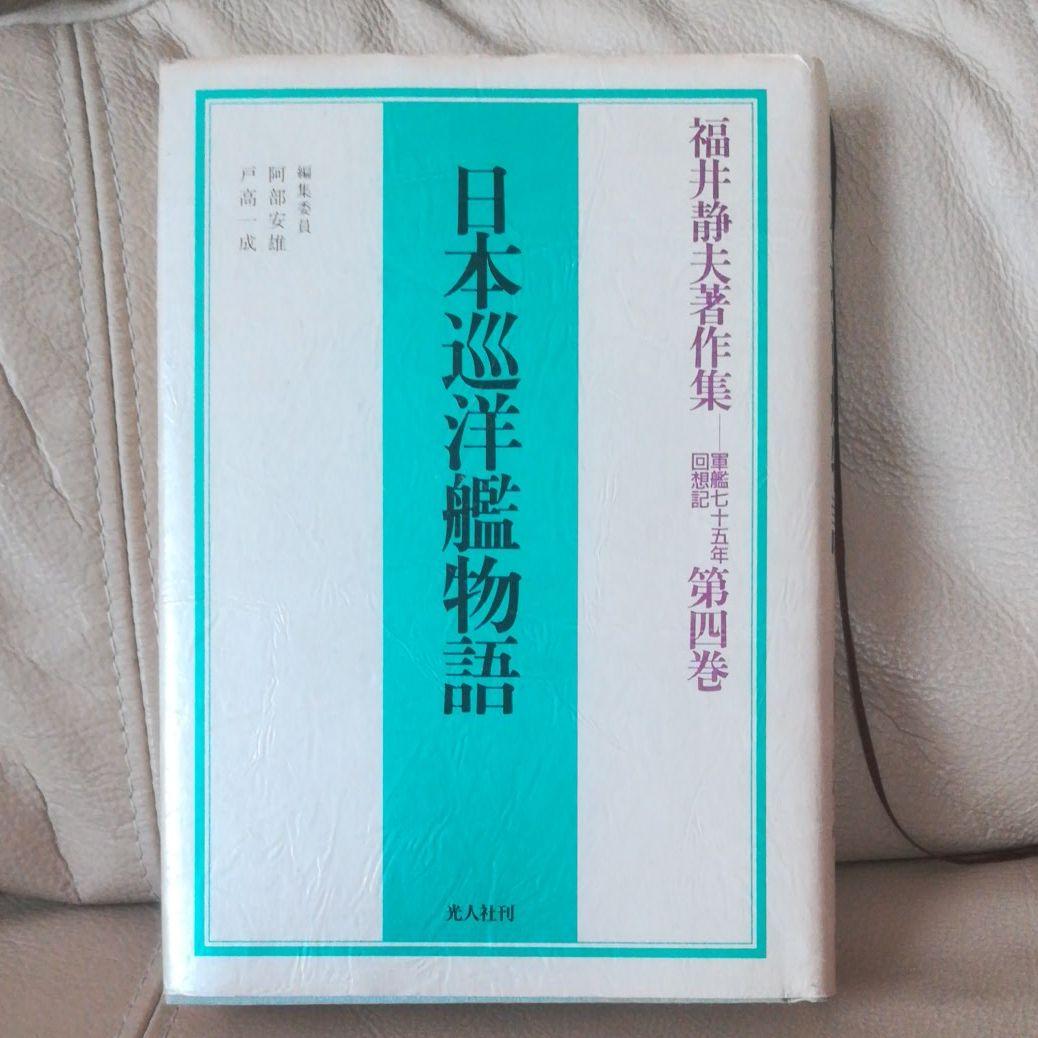 福井静夫著作集――軍艦七十五年
回想記
第四巻
日本巡洋艦物語
編集委員
阿部安雄
戸高一成
光人社刊